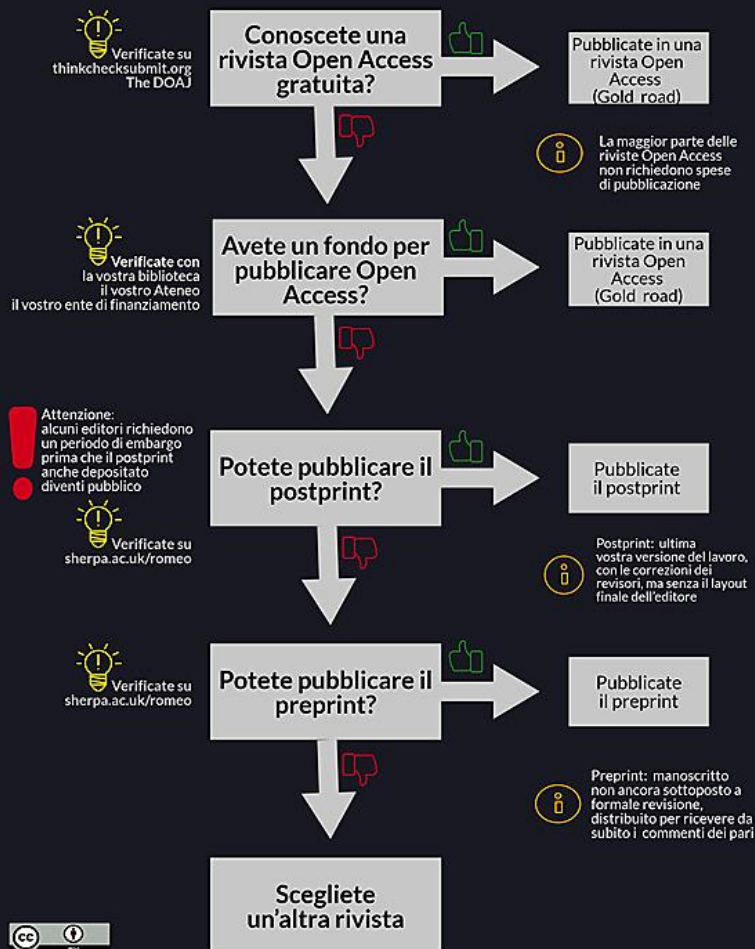 Verificate su
thinkchecksubmit.org
The DOAJ
Conoscete una
rivista Open Access
gratuita?
Pubblicate in una
rivista Open
Access
(Gold road)
La maggior parte delle
riviste Open Access
non richiedono spese
di pubblicazione
Verificate con
la vostra biblioteca
il vostro Ateneo
il vostro ente di finanziamento
Avete un fondo per
pubblicare Open
Access?
Pubblicate in una
rivista Open
Access
(Gold road)
Attenzione:
alcuni editori richiedono
un periodo di embargo
prima che il postprint
anche depositato
diventi pubblico
Verificate su
sherpa.ac.uk/romeo
Potete pubblicare il
postprint?
Pubblicate
il postprint
Postprint: ultima
vostra versione del lavoro,
con le correzioni dei
revisori, ma senza il layout
finale dell'editore
Verificate su
sherpa.ac.uk/romeo
Potete pubblicare il
preprint?
Pubblicate
il preprint
Preprint: manoscritto
non ancora sottoposto a
formale revisione,
distribuito per ricevere da
subito i commenti dei pari
Scegliete
un'altra rivista
cc